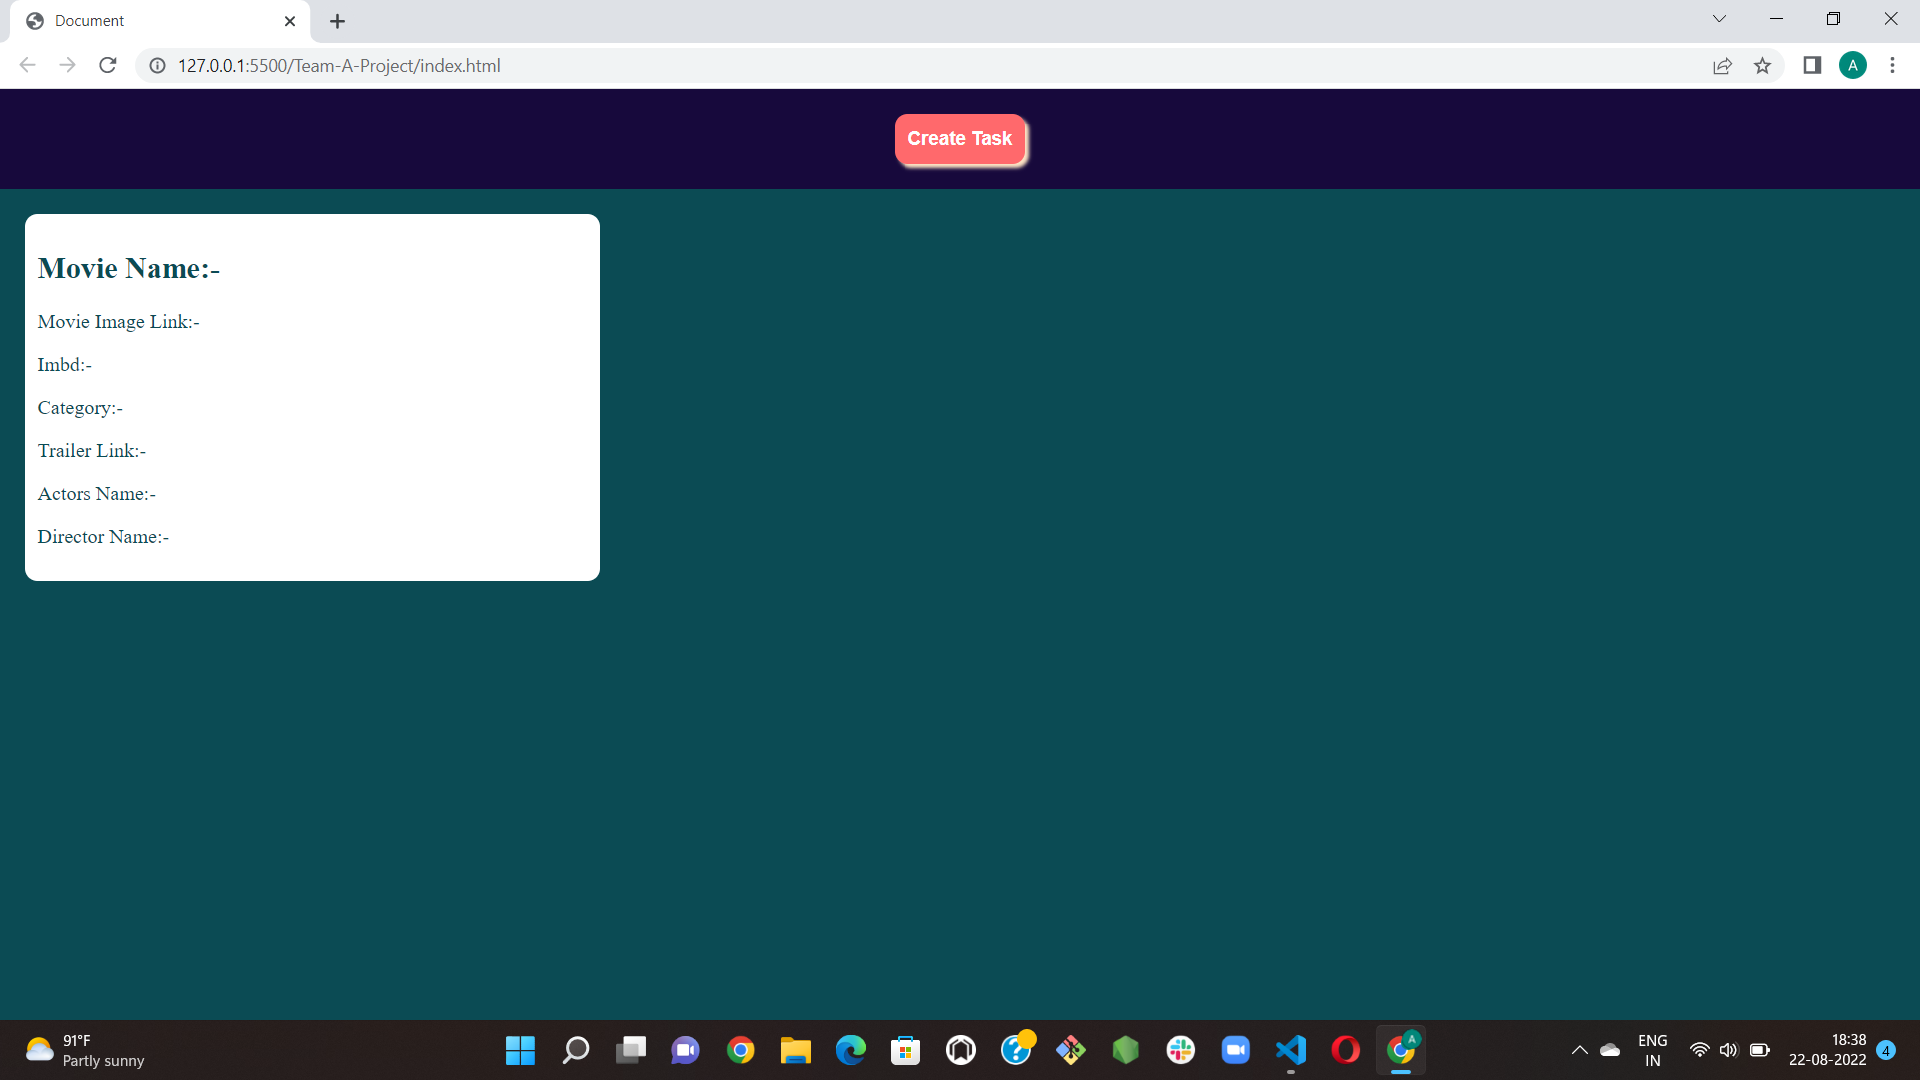 Document
127.0.0.1:5500/Team-A-Project/index.html
A
Create Task
Movie Name:-
Movie Image Link:-
Imbd:-
Category:-
Trailer Link:-
Actors Name:-
Director Name:-
91°F
Partly sunny
A
ENG
IN
18:38
22-08-2022
4